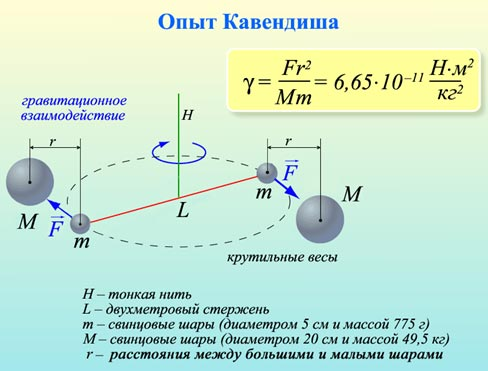 Опыт Кавендиша
γ = Fr²/Mm = 6,65·10⁻¹¹ Н·м²/кг²
гравитационное
взаимодействие
H
r
r
M
F
m
L
m
F
M
крутильные весы
H – тонкая нить
L – двухметровый стержень
m – свинцовые шары (диаметром 5 см и массой 775 г)
M – свинцовые шары (диаметром 20 см и массой 49,5 кг)
r – расстояния между большими и малыми шарами